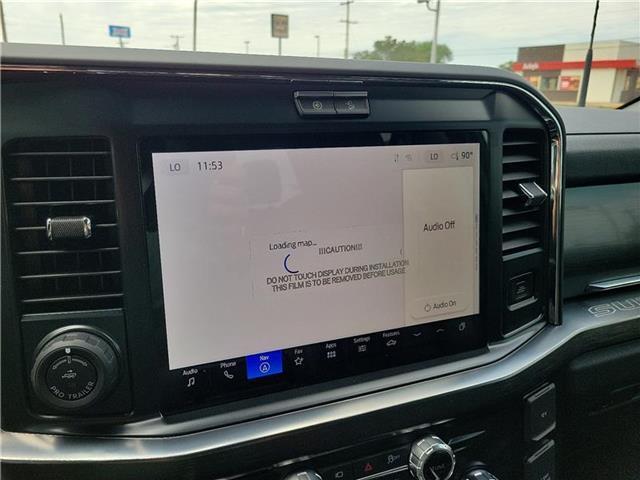 LO 11:53 LO 90°
Audio Off
Loading map...
!!!CAUTION!!!
DO NOT TOUCH DISPLAY DURING INSTALLATION
THIS FILM IS TO BE REMOVED BEFORE USAGE
Audio On
Audio Phone Nav Fav Apps Settings Features
PRO TRAILER
SU